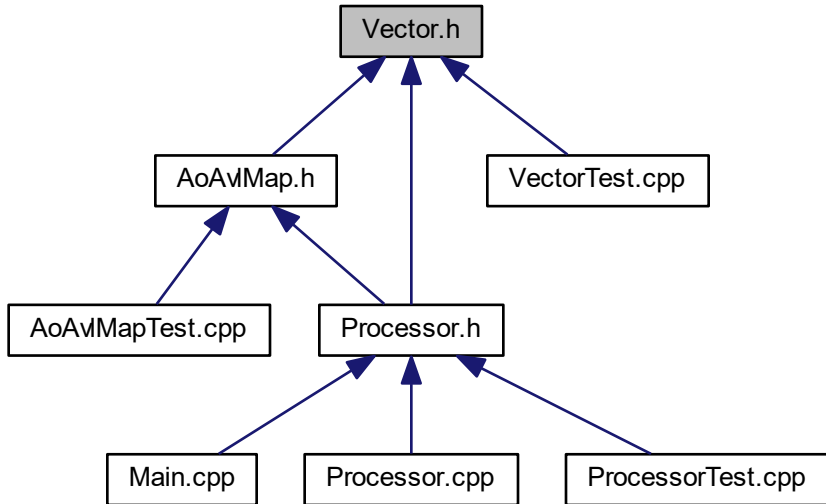 Vector.h
AoAvlMap.h
VectorTest.cpp
AoAvlMapTest.cpp
Processor.h
Main.cpp
Processor.cpp
ProcessorTest.cpp